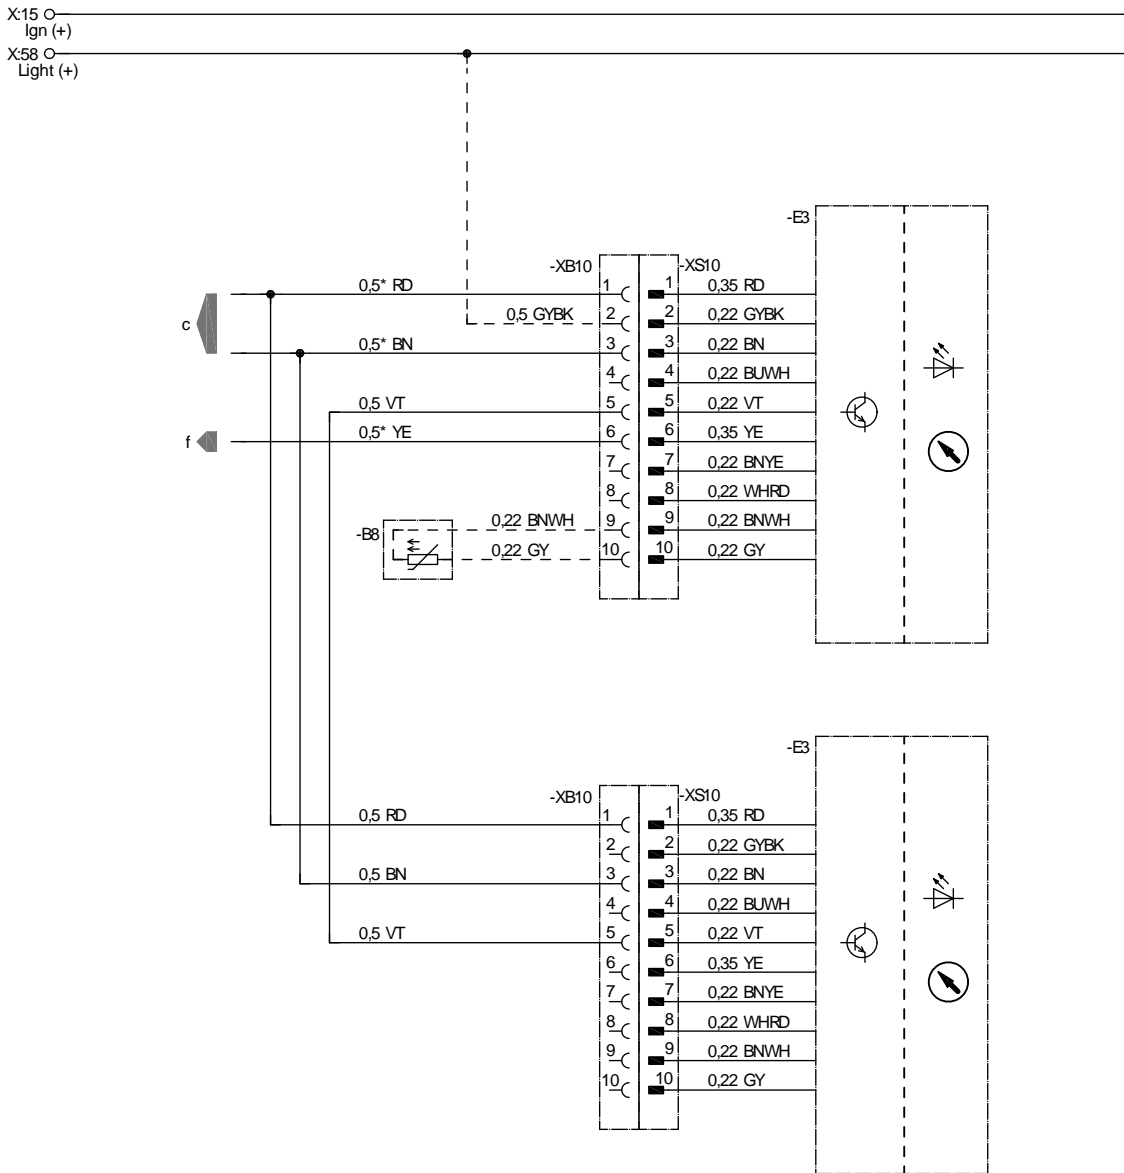 X:15
Ign (+)
X:58
Light (+)
-E3
-XB10 -XS10
0,5* RD 1 1 0,35 RD
0,5 GYBK 2 2 0,22 GYBK
c
0,5* BN 3 3 0,22 BN
4 4 0,22 BUWH
0,5 VT 5 5 0,22 VT
f 0,5* YE 6 6 0,35 YE
7 7 0,22 BNYE
8 8 0,22 WHRD
-B8 0,22 BNWH 9 9 0,22 BNWH
0,22 GY 10 10 0,22 GY
-E3
-XB10 -XS10
0,5 RD 1 1 0,35 RD
2 2 0,22 GYBK
0,5 BN 3 3 0,22 BN
4 4 0,22 BUWH
0,5 VT 5 5 0,22 VT
6 6 0,35 YE
7 7 0,22 BNYE
8 8 0,22 WHRD
9 9 0,22 BNWH
10 10 0,22 GY